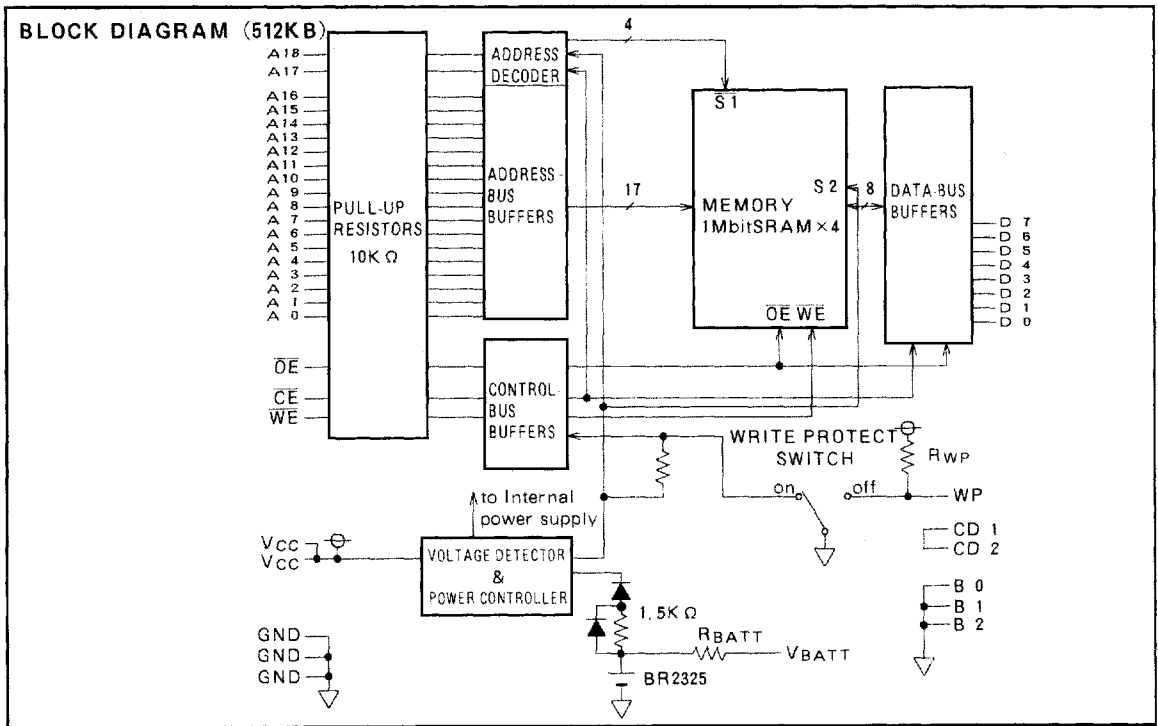 BLOCK DIAGRAM (512KB)
A18
A17
A16
A15
A14
A13
A12
A11
A10
A 9
A 8
A 7
A 6
A 5
A 4
A 3
A 2
A 1
A 0
OE
CE
WE
PULL-UP
RESISTORS
10KΩ
ADDRESS
DECODER
ADDRESS-
BUS
BUFFERS
CONTROL-
BUS
BUFFERS
4
17
S1
S2
MEMORY
1MbitSRAM×4
OE WE
8
DATA-BUS
BUFFERS
D 7
D 6
D 5
D 4
D 3
D 2
D 1
D 0
WRITE PROTECT
SWITCH
on
off
RWP
WP
CD 1
CD 2
B 0
B 1
B 2
to Internal
power supply
VCC
VCC
VOLTAGE DETECTOR
&
POWER CONTROLLER
1.5KΩ
RBATT
VBATT
BR2325
GND
GND
GND